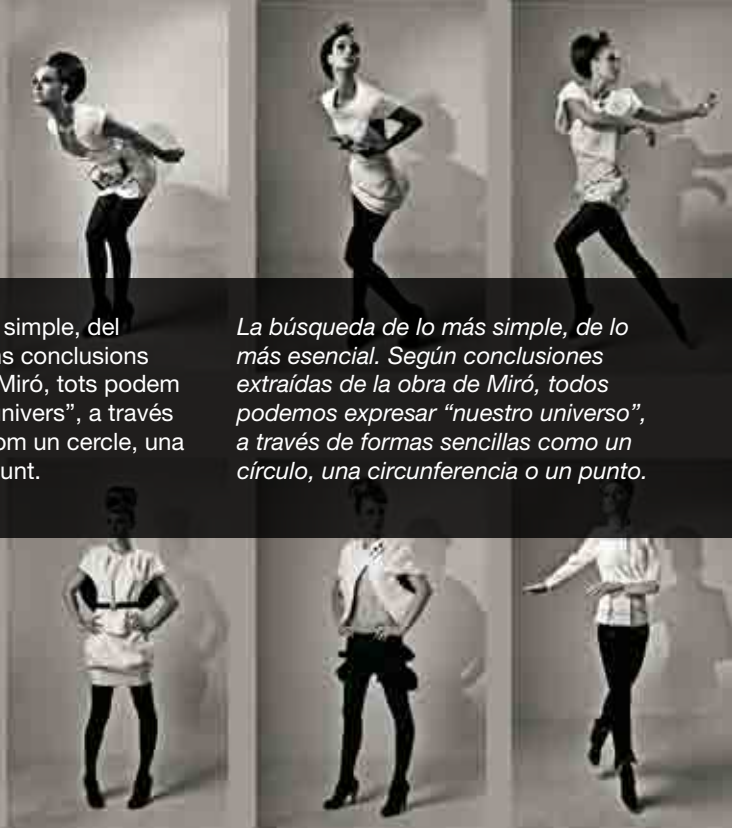 simple, del
s conclusions
Miró, tots podem
nivers”, a través
om un cercle, una
unt.
La búsqueda de lo más simple, de lo
más esencial. Según conclusiones
extraídas de la obra de Miró, todos
podemos expresar “nuestro universo”,
a través de formas sencillas como un
círculo, una circunferencia o un punto.